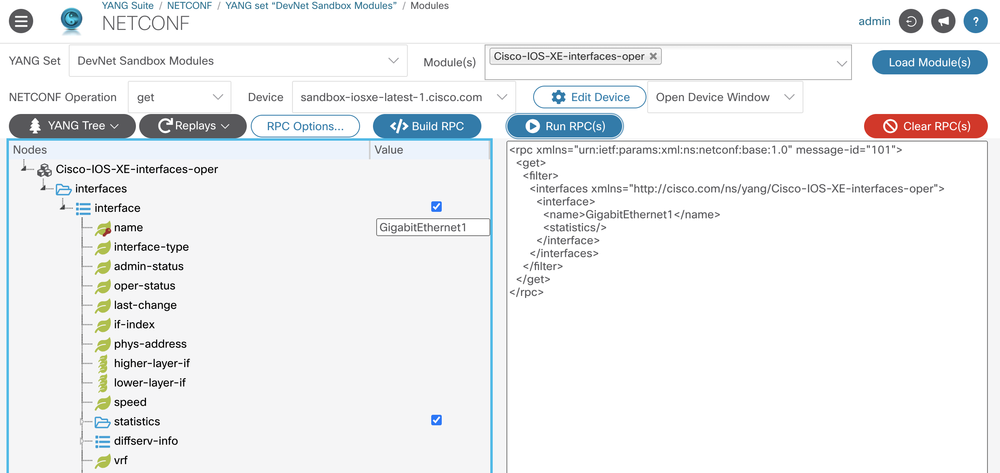 YANG Suite / NETCONF / YANG set “DevNet Sandbox Modules” / Modules
NETCONF
admin
?
YANG Set
DevNet Sandbox Modules
Module(s)
Cisco-IOS-XE-interfaces-oper
Load Module(s)
NETCONF Operation
get
Device
sandbox-iosxe-latest-1.cisco.com
Edit Device
Open Device Window
YANG Tree
Replays
RPC Options...
</> Build RPC
Run RPC(s)
Clear RPC(s)
Nodes
Value
Cisco-IOS-XE-interfaces-oper
interfaces
interface
name
GigabitEthernet1
interface-type
admin-status
oper-status
last-change
if-index
phys-address
higher-layer-if
lower-layer-if
speed
statistics
diffserv-info
vrf
<rpc xmlns="urn:ietf:params:xml:ns:netconf:base:1.0" message-id="101">
<get>
<filter>
<interfaces xmlns="http://cisco.com/ns/yang/Cisco-IOS-XE-interfaces-oper">
<interface>
<name>GigabitEthernet1</name>
<statistics/>
</interface>
</interfaces>
</filter>
</get>
</rpc>